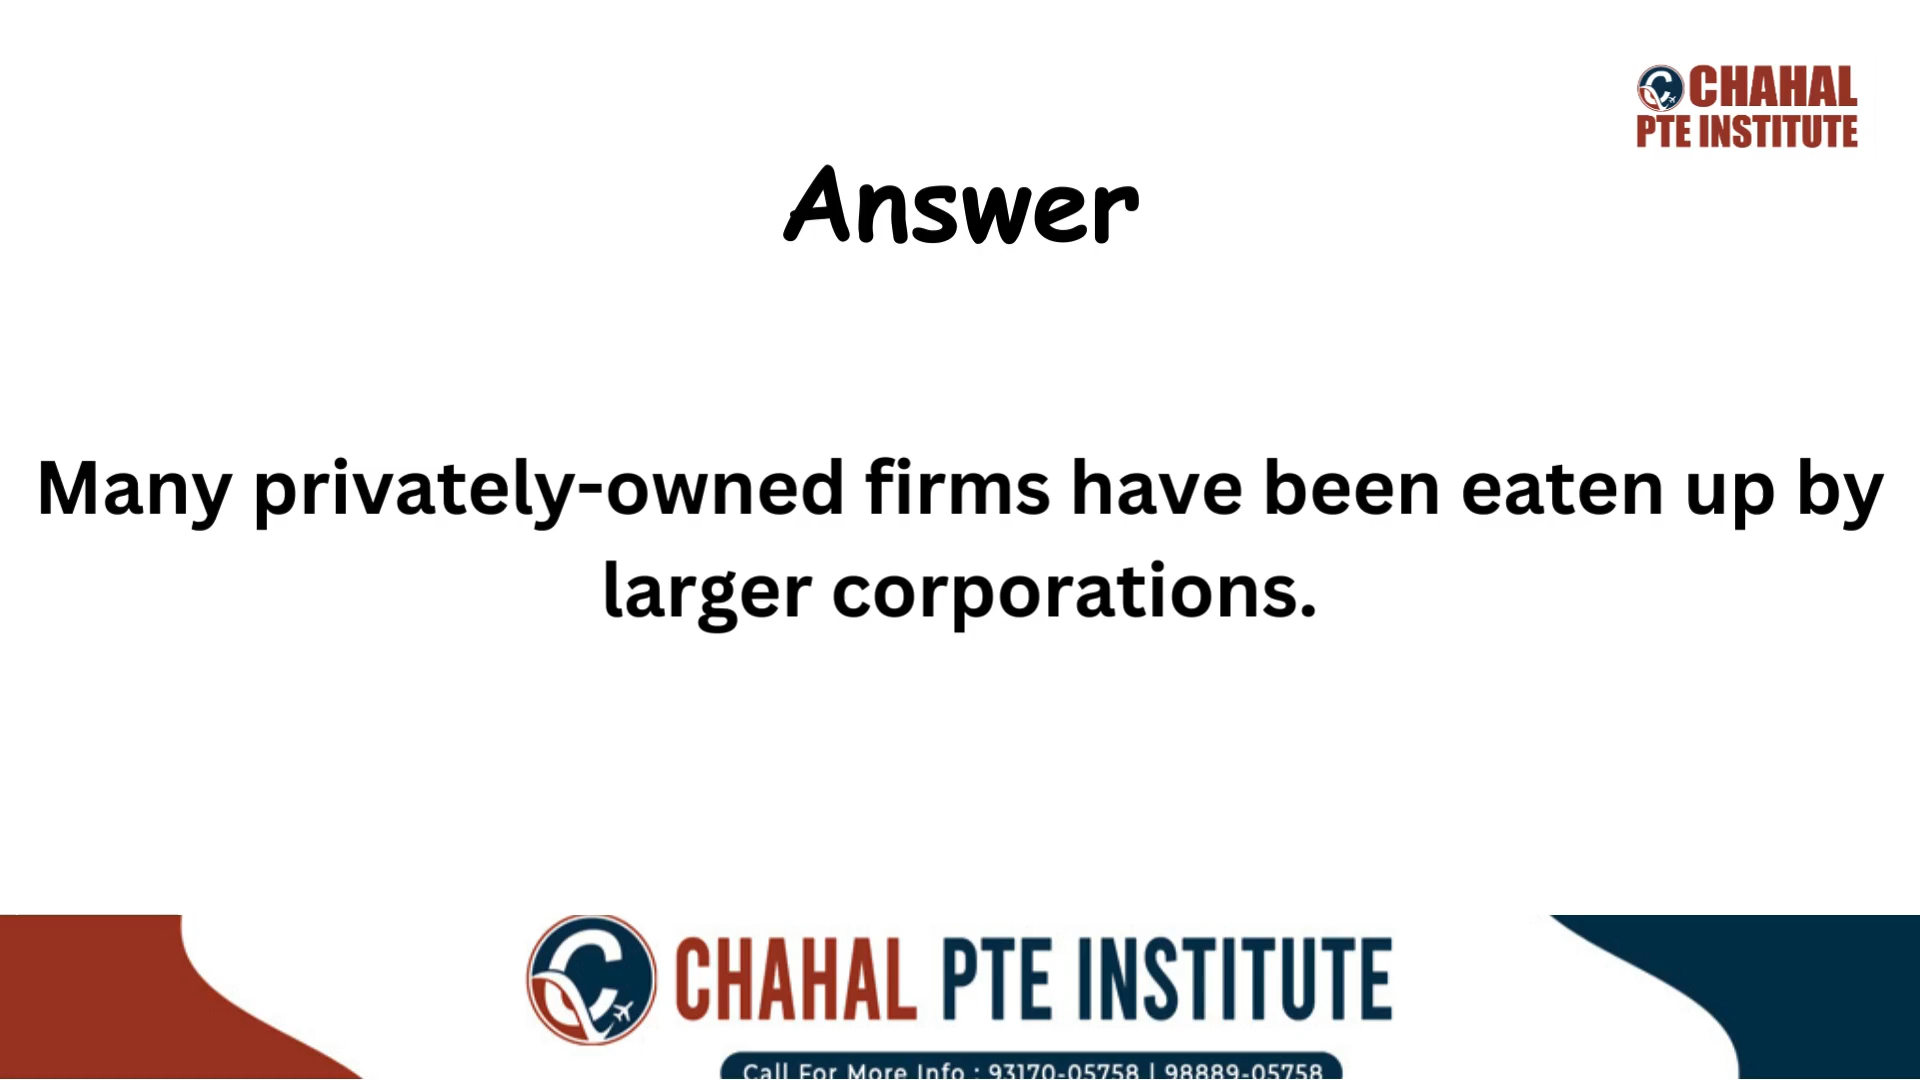 CHAHAL
PTE INSTITUTE
Answer
Many privately-owned firms have been eaten up by
larger corporations.
CHAHAL PTE INSTITUTE
Call For More Info : 93170-05758 | 98889-05758